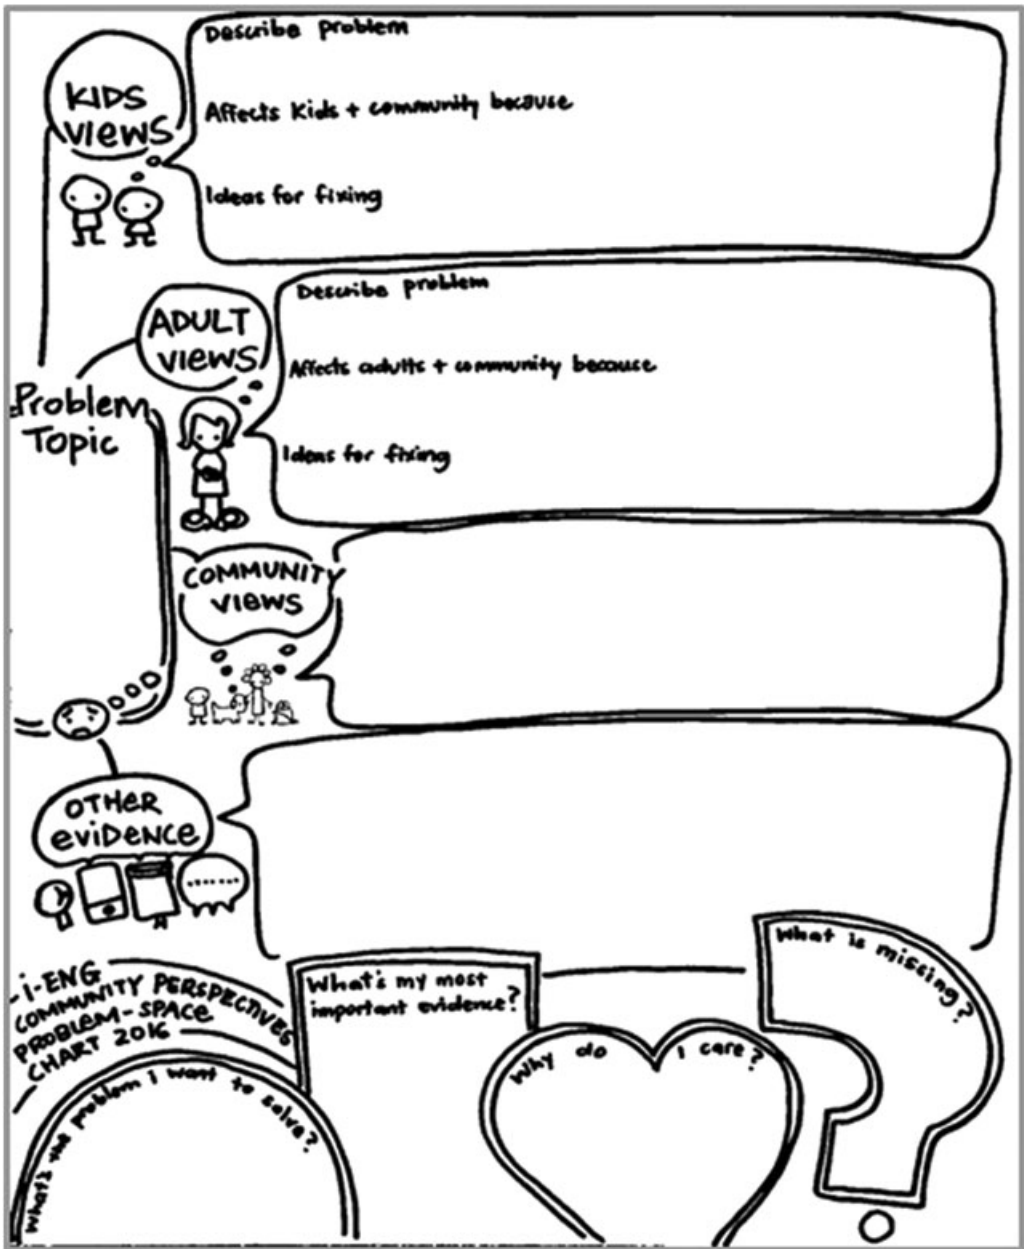 KIDS
VIEWS
Describe problem
Affects Kids + community because
Ideas for fixing
ADULT
VIEWS
Describe problem
Affects adults + community because
Ideas for fixing
Problem
Topic
COMMUNITY
VIEWS
OTHER
EVIDENCE
I-ENG
COMMUNITY PERSPECTIVES
PROBLEM-SPACE
CHART 2016
What's the problem i want to solve?
What's my most
important evidence?
Why do I care?
What is missing?